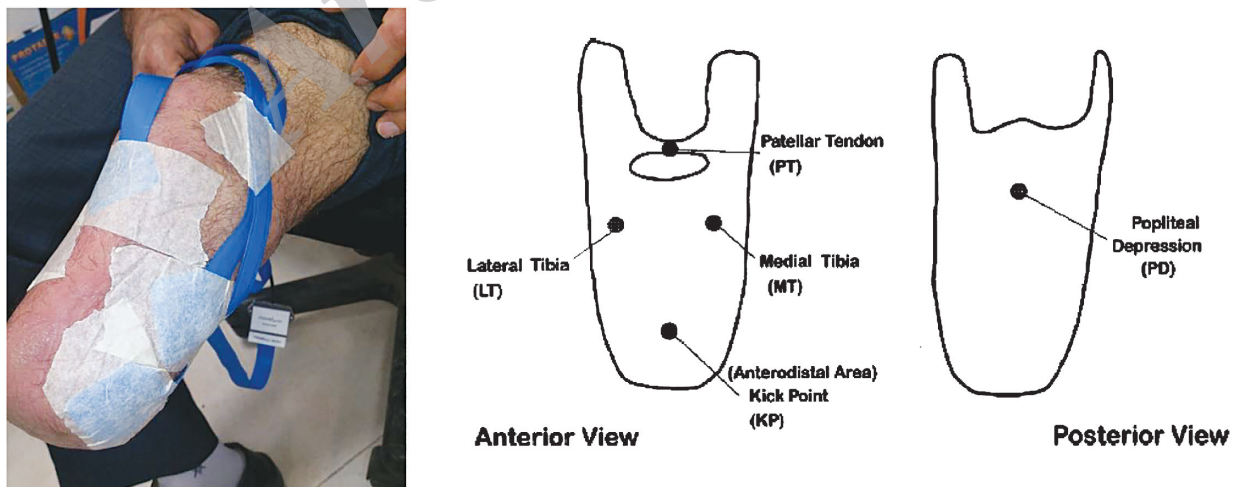 PROTA
Patellar Tendon
(PT)
Lateral Tibia
(LT)
Medial Tibia
(MT)
(Anterodistal Area)
Kick Point
(KP)
Anterior View
Popliteal
Depression
(PD)
Posterior View